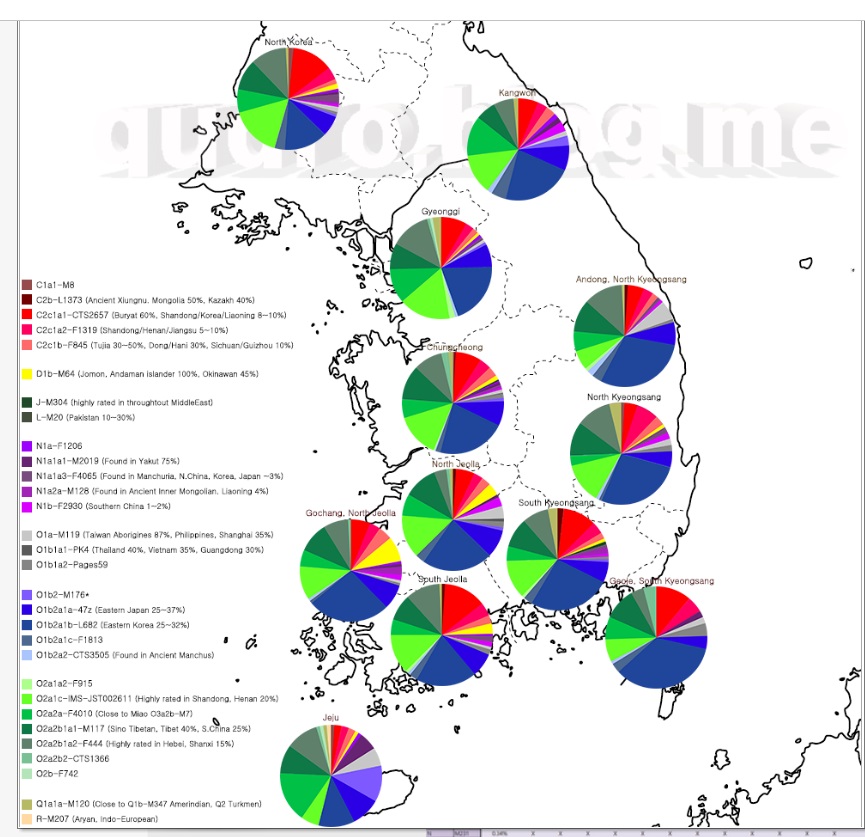 North Korea
Kangwon
Gyeonggi
Andong, North Kyeongsang
Chungcheong
North Kyeongsang
North Jeolla
South Kyeongsang
Gochang, North Jeolla
South Jeolla
Geoje, South Kyeongsang
Jeju
C1a1-M8
C2b-L1373 (Ancient Xiungnu. Mongolia 50%, Kazakh 40%)
C2c1a1-CTS2657 (Buryat 60%, Shandong/Korea/Liaoning 8~10%)
C2c1a2-F1319 (Shandong/Henan/Jiangsu 5~10%)
C2c1b-F845 (Tujia 30~50%, Dong/Hani 30%, Sichuan/Guizhou 10%)
D1b-M64 (Jomon, Andaman islander 100%, Okinawan 45%)
J-M304 (highly rated in throughtout MiddleEast)
L-M20 (Pakistan 10~30%)
N1a-F1206
N1a1a1-M2019 (Found in Yakut 75%)
N1a1a3-F4065 (Found in Manchuria, N.China, Korea, Japan ~3%)
N1a2a-M128 (Found in Ancient Inner Mongolian, Liaoning 4%)
N1b-F2930 (Southern China 1~2%)
O1a-M119 (Taiwan Aborigines 87%, Philippines, Shanghai 35%)
O1b1a1-PK4 (Thailand 40%, Vietnam 35%, Guangdong 30%)
O1b1a2-Pages59
O1b2-M176*
O1b2a1a-47z (Eastern Japan 25~37%)
O1b2a1b-L682 (Eastern Korea 25~32%)
O1b2a1c-F1813
O1b2a2-CTS3505 (Found in Ancient Manchus)
O2a1a2-F915
O2a1c-IMS-JST002611 (Highly rated in Shandong, Henan 20%)
O2a2a-F4010 (Close to Miao O3a2b-M7)
O2a2b1a1-M117 (Sino Tibetan, Tibet 40%, S.China 25%)
O2a2b1a2-F444 (Highly rated in Hebei, Shanxi 15%)
O2a2b2-CTS1366
O2b-F742
Q1a1a-M120 (Close to Q1b-M347 Amerindian, Q2 Turkmen)
R-M207 (Aryan, Indo-European)
0.34%